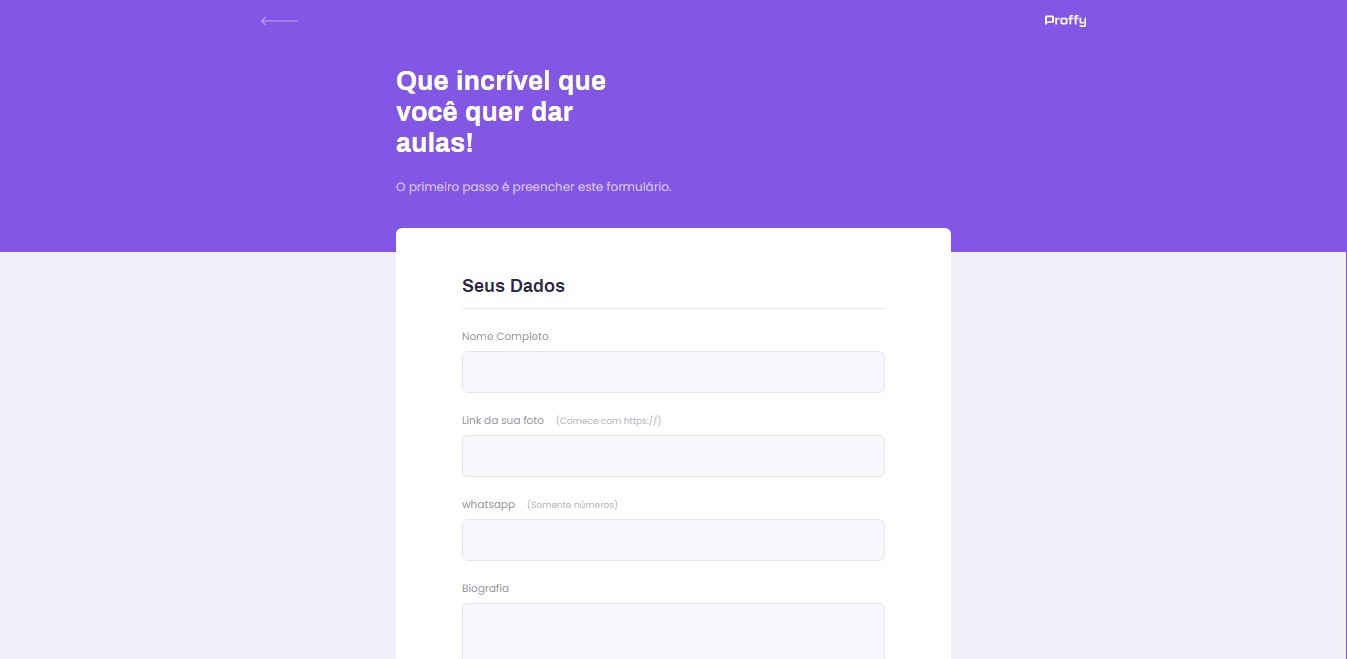 Proffy
Que incrível que
você quer dar
aulas!
O primeiro passo é preencher este formulário.
Seus Dados
Nome Completo
Link da sua foto (Comece com https://)
whatsapp (Somente números)
Biografia